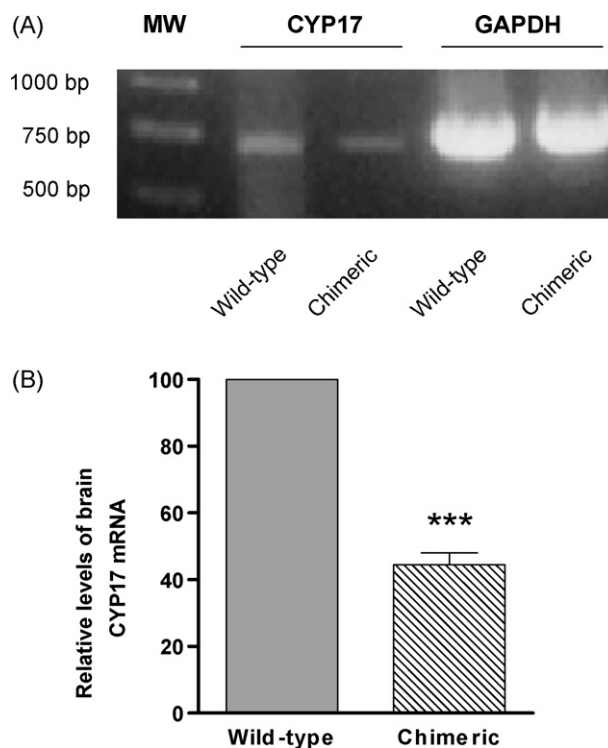 (A)
MW CYP17 GAPDH
1000 bp
750 bp
500 bp
Wild-type Chimeric Wild-type Chimeric
(B)
Relative levels of brain
CYP17 mRNA
100
80
60
40
20
0
***
Wild-type Chimeric